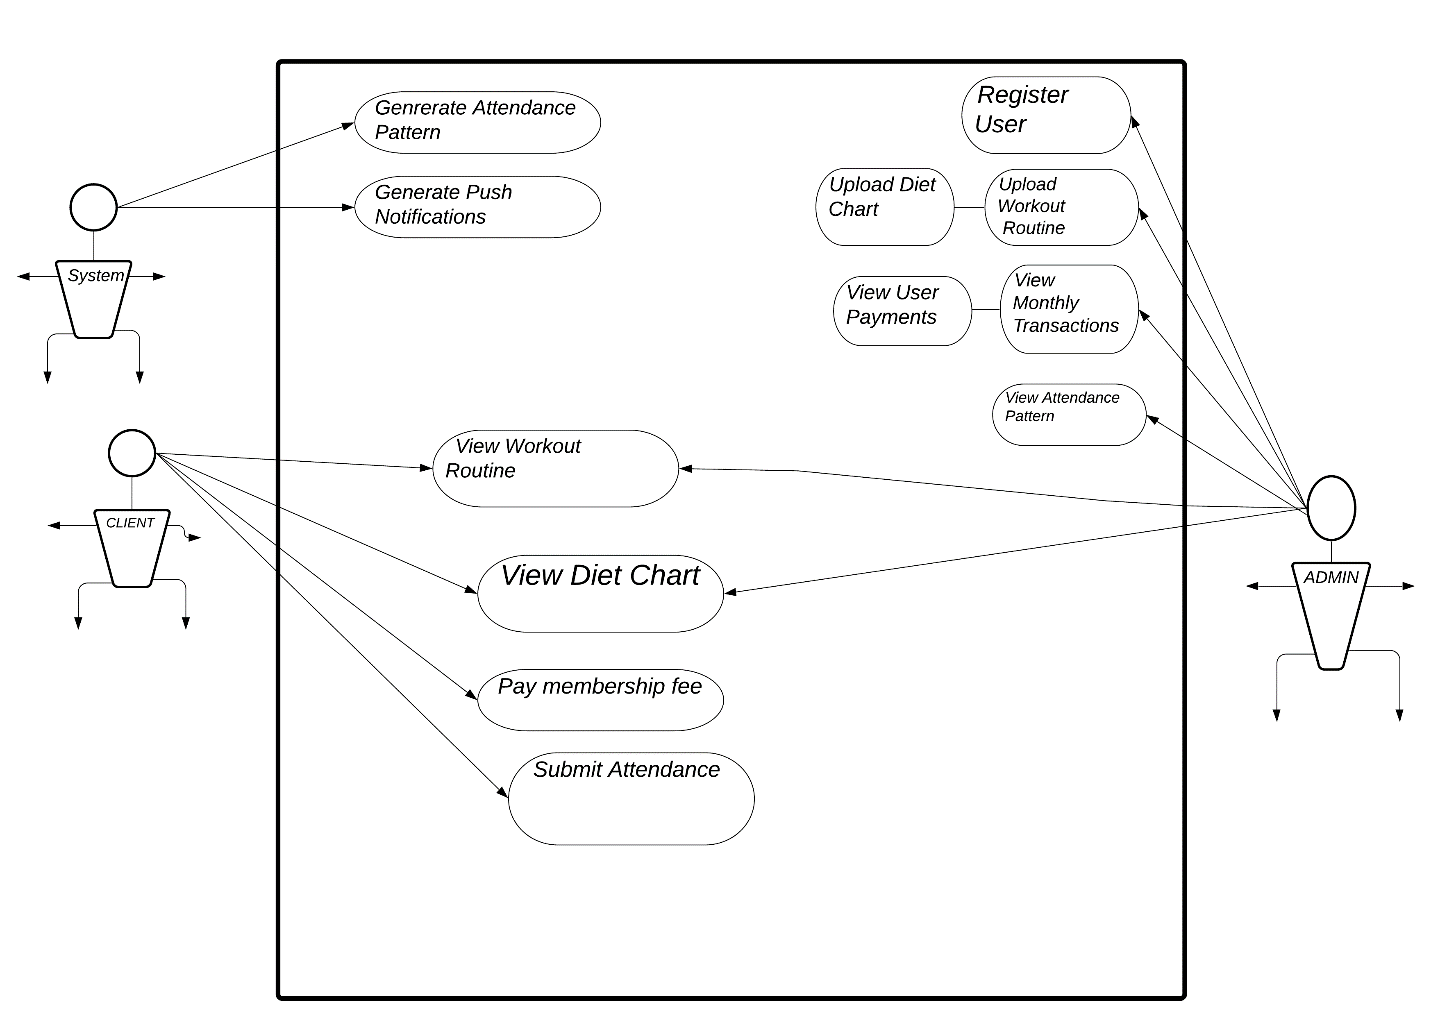 Genrerate Attendance
Pattern
Generate Push
Notifications
System
Register
User
Upload Diet
Chart
Upload
Workout
Routine
View User
Payments
View
Monthly
Transactions
View Attendance
Pattern
CLIENT
View Workout
Routine
View Diet Chart
Pay membership fee
Submit Attendance
ADMIN